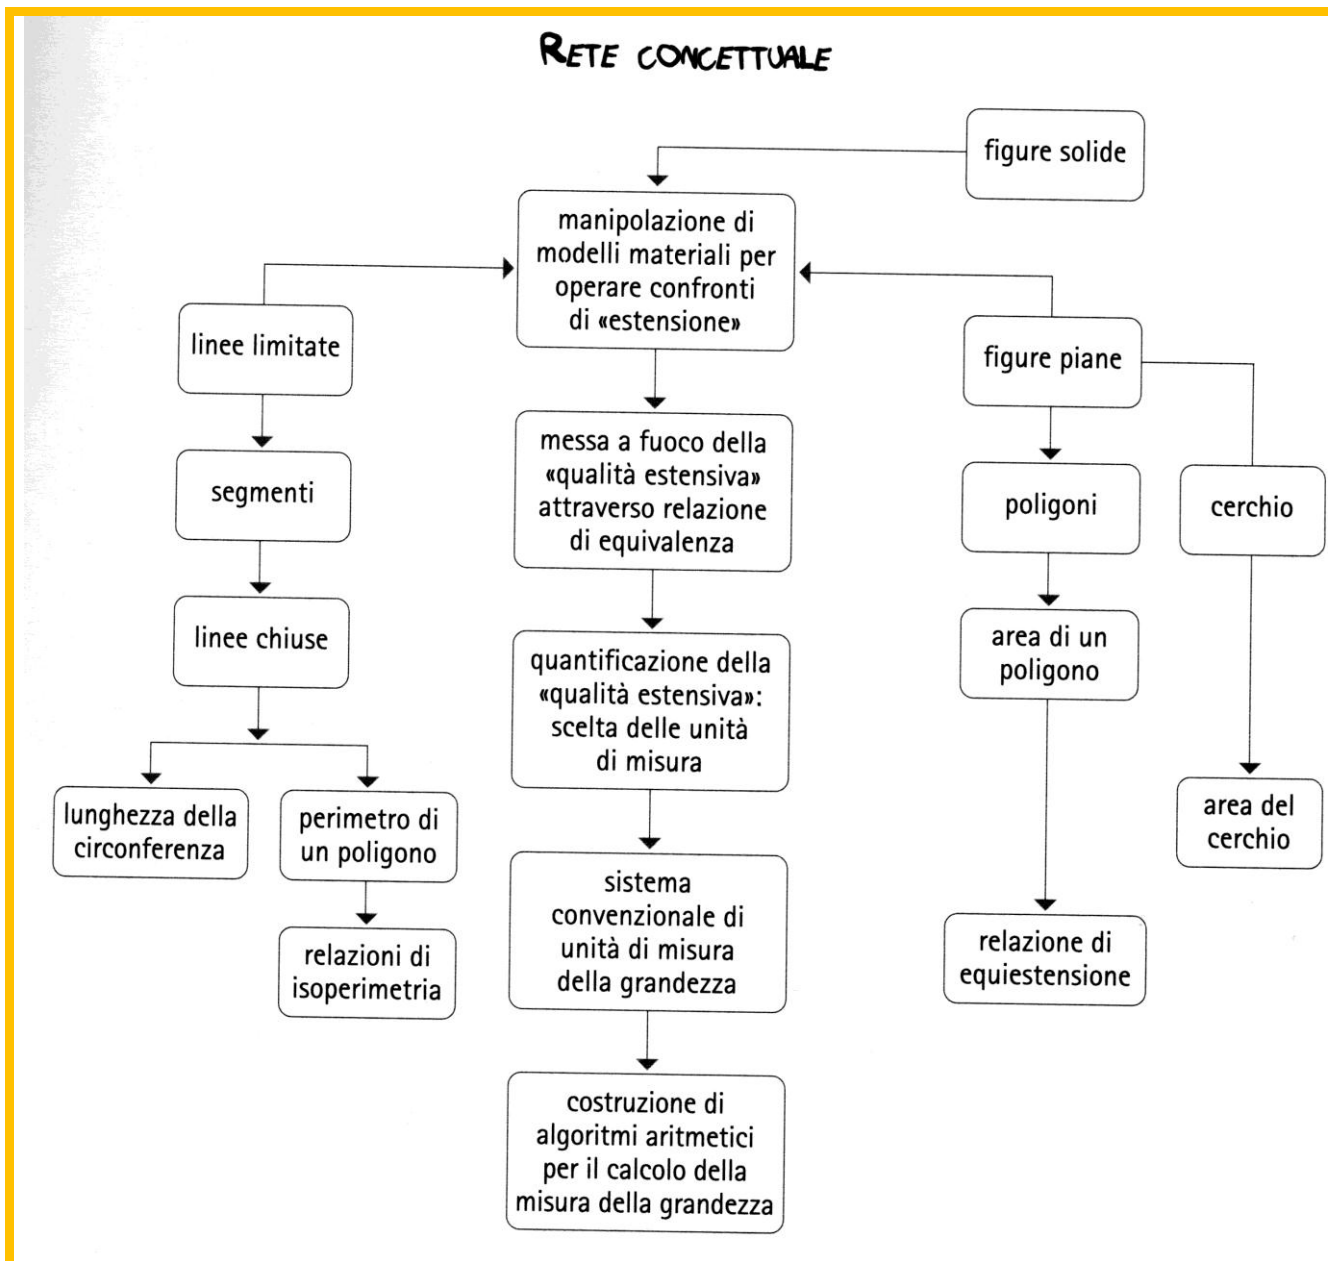 RETE CONCETTUALE
figure solide
manipolazione di
modelli materiali per
operare confronti
di «estensione»
linee limitate
figure piane
messa a fuoco della
«qualità estensiva»
attraverso relazione
di equivalenza
segmenti
poligoni
cerchio
linee chiuse
quantificazione della
«qualità estensiva»:
scelta delle unità
di misura
area di un
poligono
lunghezza della
circonferenza
perimetro di
un poligono
area del
cerchio
sistema
convenzionale di
unità di misura
della grandezza
relazioni di
isoperimetria
relazione di
equiestensione
costruzione di
algoritmi aritmetici
per il calcolo della
misura della grandezza